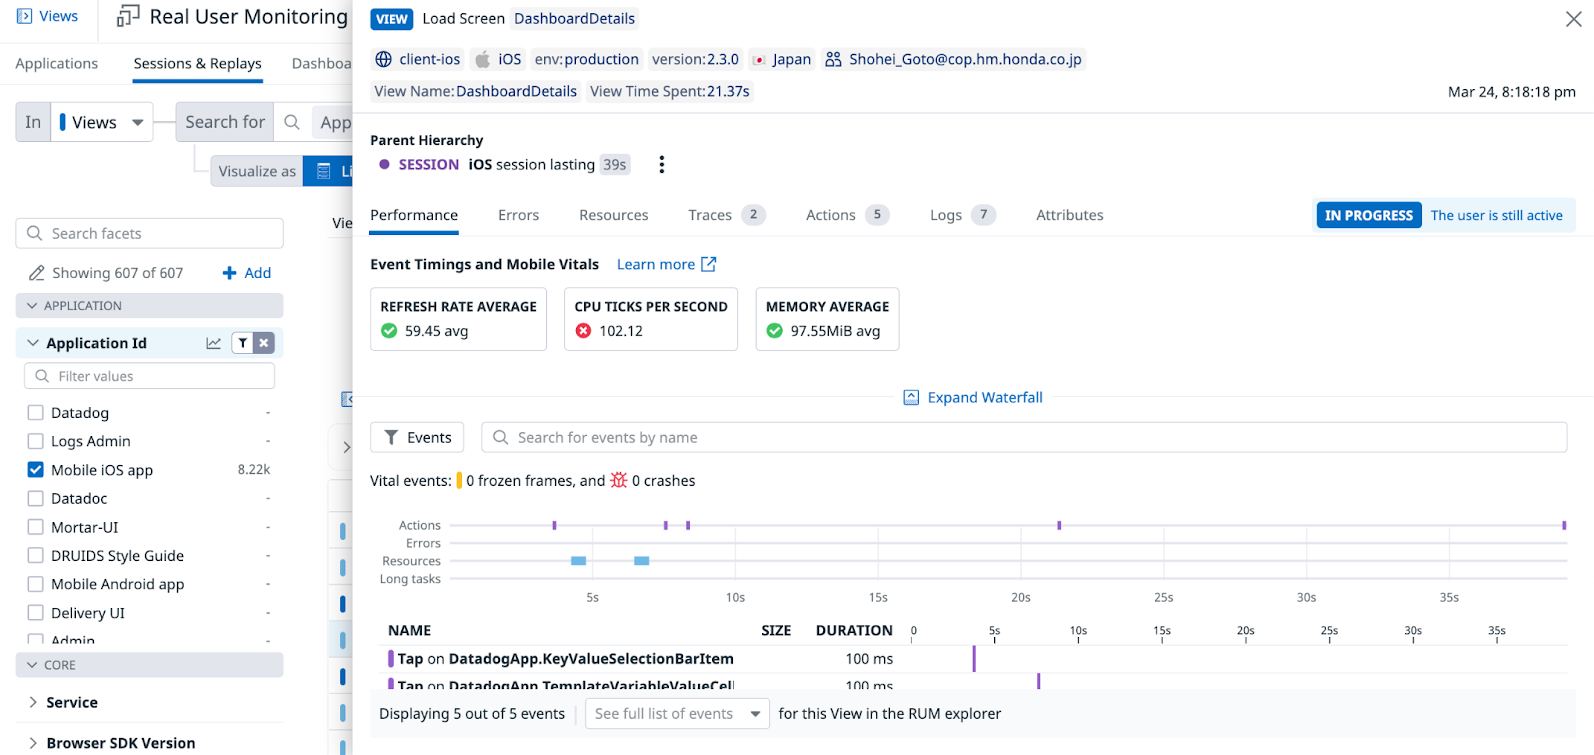 Views
Real User Monitoring
Applications Sessions & Replays Dashboa
In Views Search for App
Visualize as Li
Search facets
Vie
Showing 607 of 607 Add
APPLICATION
Application Id
Filter values
Datadog -
Logs Admin -
Mobile iOS app 8.22k
Datadoc -
Mortar-UI -
DRUIDS Style Guide -
Mobile Android app -
Delivery UI -
Admin
CORE
Service
Browser SDK Version
VIEW Load Screen DashboardDetails
client-ios iOS env:production version:2.3.0 Japan Shohei_Goto@cop.hm.honda.co.jp
View Name:DashboardDetails View Time Spent:21.37s
Mar 24, 8:18:18 pm
Parent Hierarchy
SESSION iOS session lasting 39s
Performance Errors Resources Traces 2 Actions 5 Logs 7 Attributes
IN PROGRESS The user is still active
Event Timings and Mobile Vitals Learn more
REFRESH RATE AVERAGE
59.45 avg
CPU TICKS PER SECOND
102.12
MEMORY AVERAGE
97.55MiB avg
Expand Waterfall
Events Search for events by name
Vital events: 0 frozen frames, and 0 crashes
Actions
Errors
Resources
Long tasks
5s 10s 15s 20s 25s 30s 35s
NAME SIZE DURATION 0 5s 10s 15s 20s 25s 30s 35s
Tap on DatadogApp.KeyValueSelectionBarItem 100 ms
Tap on DatadogApp.TemplateVariableValueCell 100 ms
Displaying 5 out of 5 events See full list of events for this View in the RUM explorer